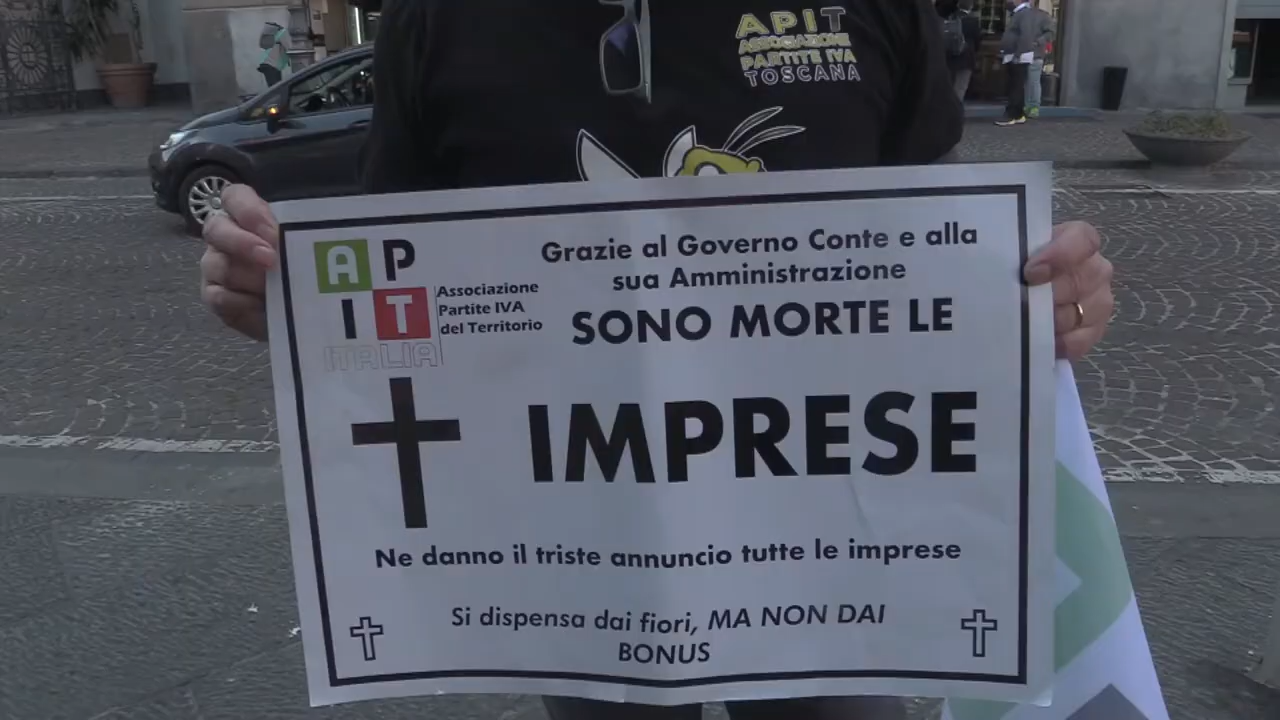 APIT
ASSOCIAZIONE
PARTITE IVA
TOSCANA
A P
I T
ITALIA
Associazione
Partite IVA
del Territorio
Grazie al Governo Conte e alla
sua Amministrazione
SONO MORTE LE
IMPRESE
Ne danno il triste annuncio tutte le imprese
Si dispensa dai fiori, MA NON DAI
BONUS